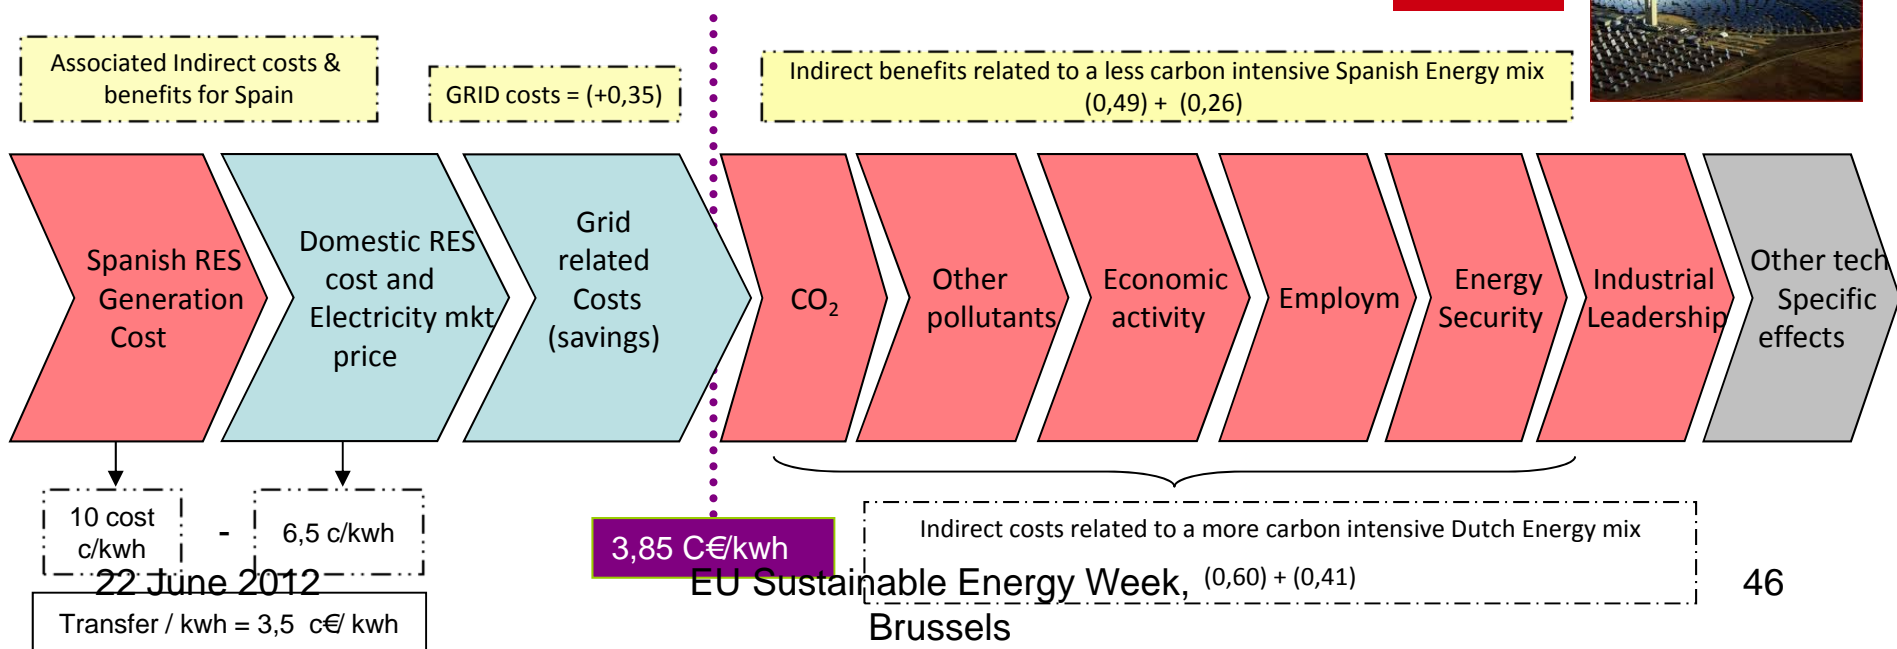 Associated Indirect costs &
benefits for Spain
GRID costs = (+0,35)
Indirect benefits related to a less carbon intensive Spanish Energy mix
(0,49) + (0,26)
Spanish RES
Generation
Cost
Domestic RES
cost and
Electricity mkt
price
Grid
related
Costs
(savings)
CO₂
Other
pollutants
Economic
activity
Employm
Energy
Security
Industrial
Leadership
Other tech
Specific
effects
10 cost
c/kwh
-
6,5 c/kwh
Transfer / kwh = 3,5 c€/ kwh
3,85 C€/kwh
Indirect costs related to a more carbon intensive Dutch Energy mix
(0,60) + (0,41)
22 June 2012
EU Sustainable Energy Week,
Brussels
46